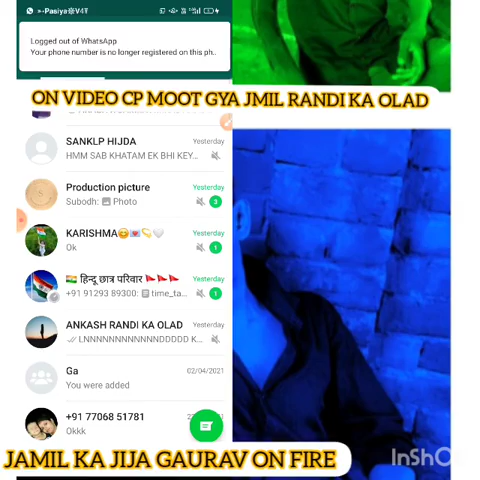 »-Pasiya❄V4T
Logged out of WhatsApp
Your phone number is no longer registered on this ph..
ON VIDEO CP MOOT GYA JMIL RANDI KA OLAD
SANKLP HIJDA Yesterday
HMM SAB KHATAM EK BHI KEY...
Production picture Yesterday
Subodh: Photo 3
KARISHMA😊💌💫🤍 Yesterday
Ok 1
🇮🇳 हिन्दू छात्र परिवार 🚩🚩🚩 Yesterday
+91 91293 89300: time_ta... 1
ANKASH RANDI KA OLAD Yesterday
LNNNNNNNNNNNDDDDD K...
Ga 02/04/2021
You were added
+91 77068 51781
Okkk
JAMIL KA JIJA GAURAV ON FIRE
InShO